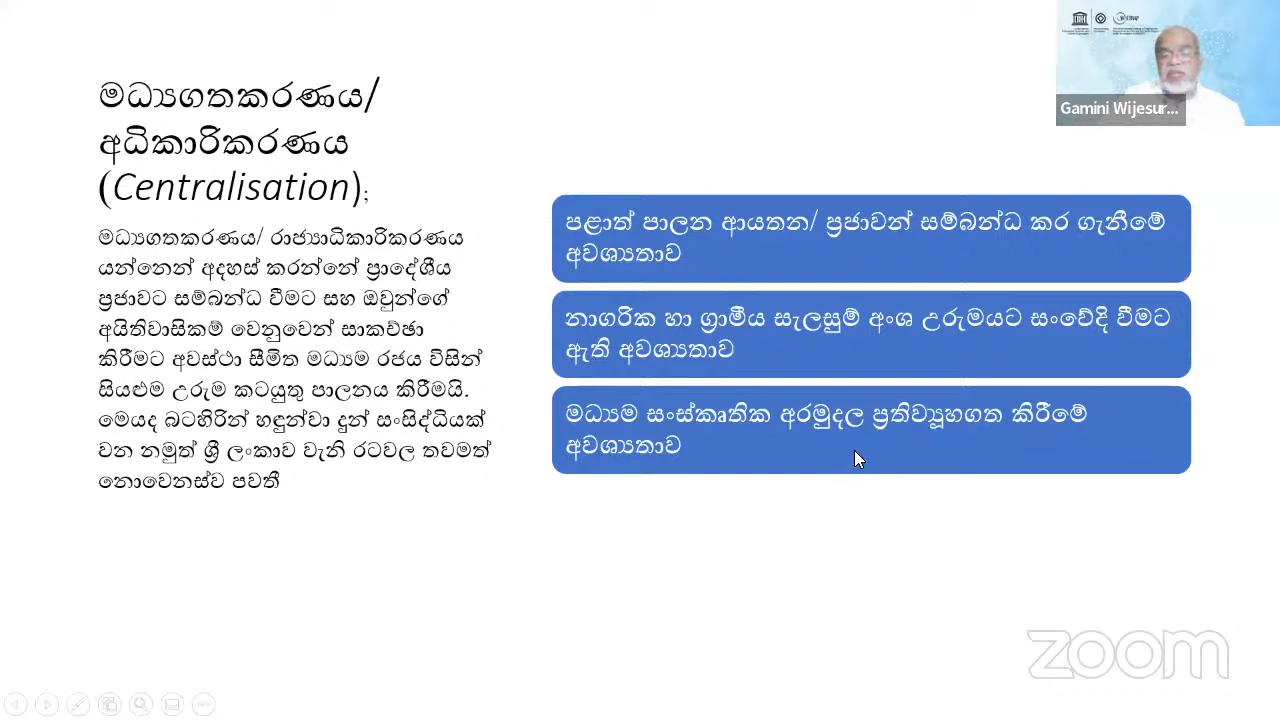 මධ්‍යගතකරණය/
අධිකාරිකරණය
(Centralisation);
මධ්‍යගතකරණය/ රාජ්‍යාධිකාරිකරණය
යන්නෙන් අදහස් කරන්නේ ප්‍රාදේශීය
ප්‍රජාවට සම්බන්ධ වීමට සහ ඔවුන්ගේ
අයිතිවාසිකම් වෙනුවෙන් සාකච්ඡා
කිරීමට අවස්ථා සීමිත මධ්‍යම රජය විසින්
සියළුම උරුම කටයුතු පාලනය කිරීමයි.
මෙයද බටහිරින් හඳුන්වා දුන් සංසිද්ධියක්
වන නමුත් ශ්‍රී ලංකාව වැනි රටවල තවමත්
නොවෙනස්ව පවතී
පළාත් පාලන ආයතන/ ප්‍රජාවන් සම්බන්ධ කර ගැනීමේ
අවශ්‍යතාව
නාගරික හා ග්‍රාමීය සැලසුම් අංශ උරුමයට සංවේදි වීමට
ඇති අවශ්‍යතාව
මධ්‍යම සංස්කෘතික අරමුදල ප්‍රතිව්‍යූහගත කිරීමේ
අවශ්‍යතාව
Gamini Wijesur...
zoom